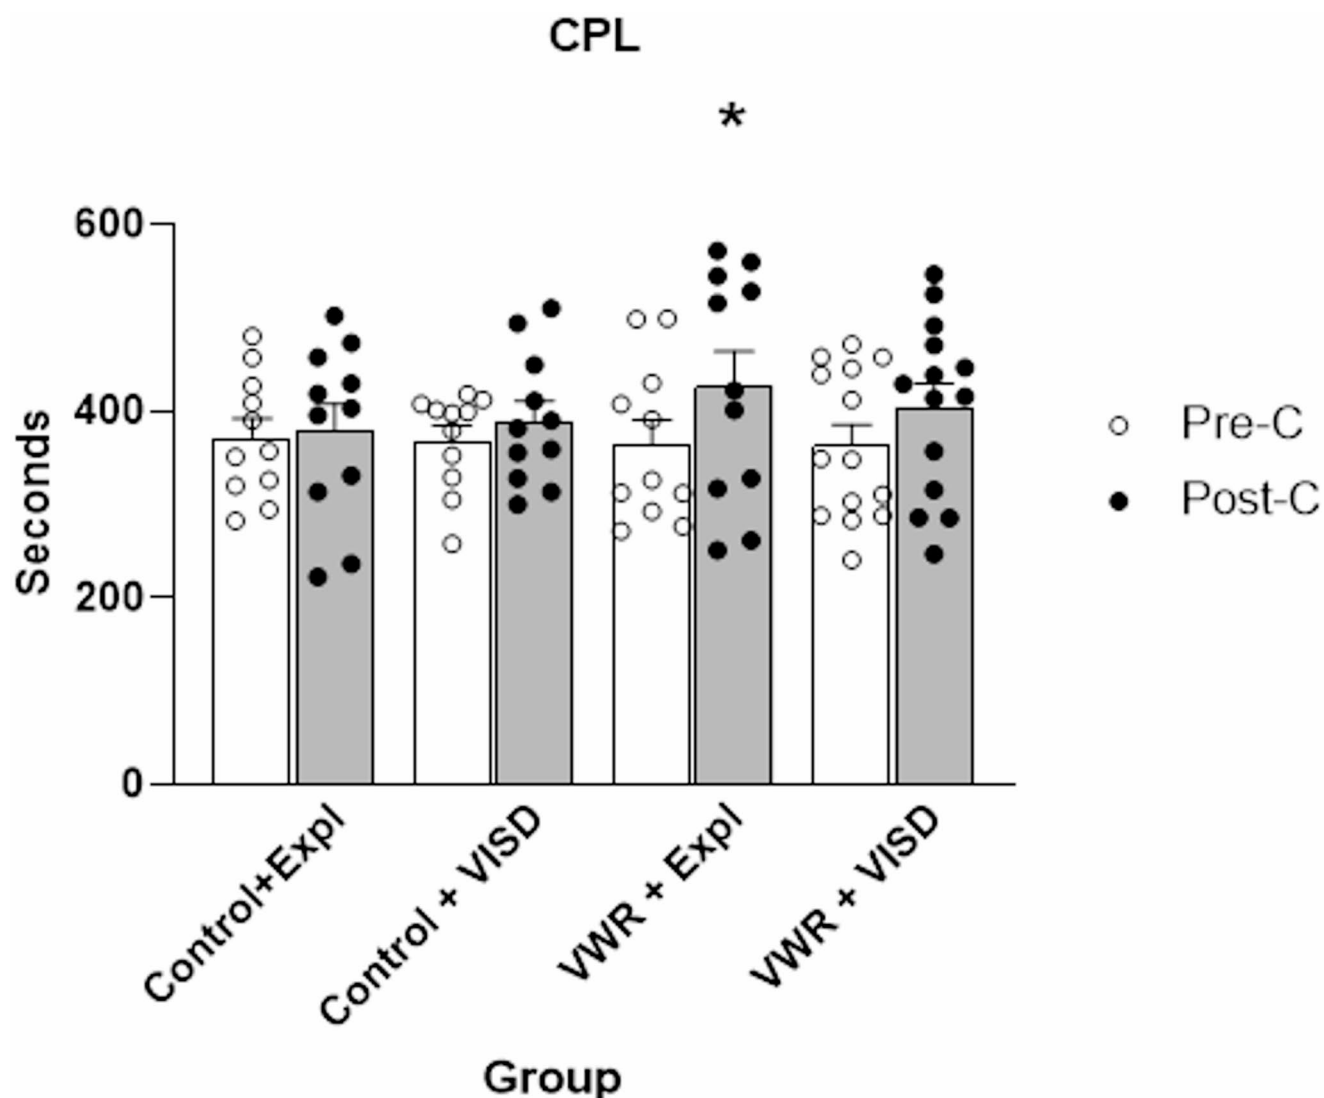 CPL
*
600
400
200
0
Seconds
Pre-C
Post-C
Control+Expl
Control + VISD
VWR + Expl
VWR + VISD
Group